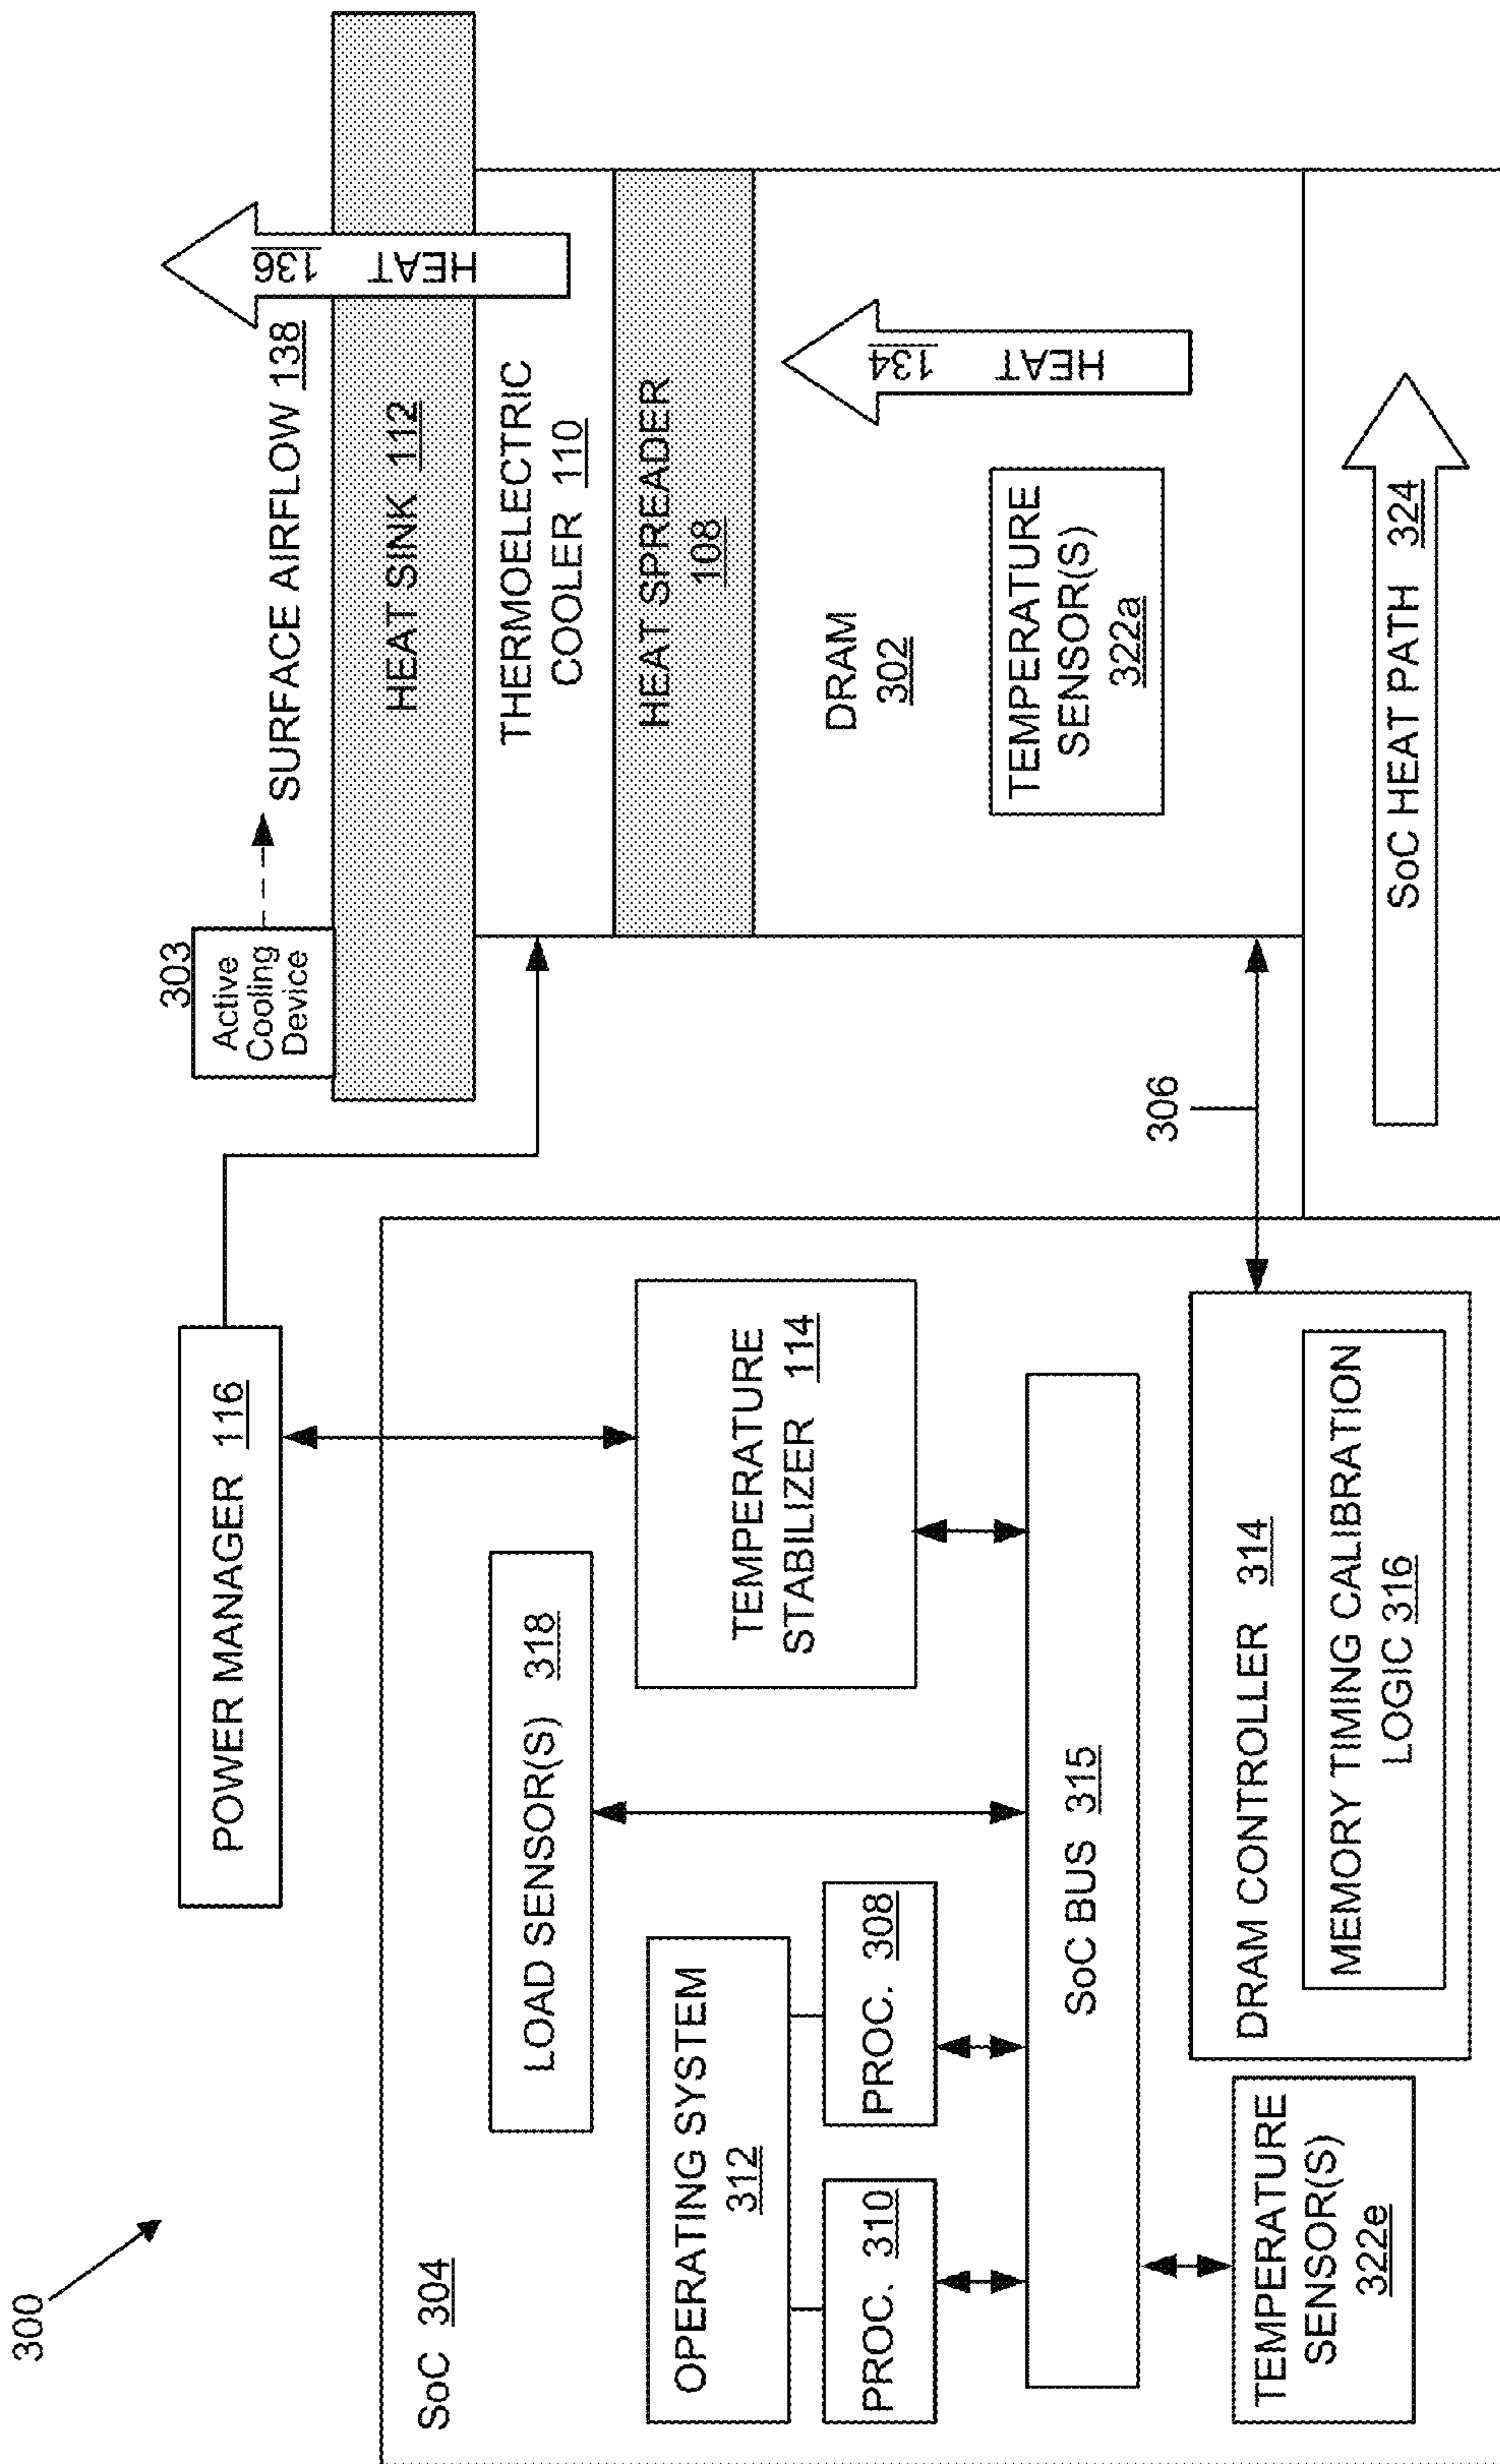 300
303
Active
Cooling
Device
SURFACE AIRFLOW 138
136 HEAT
HEAT SINK 112
THERMOELECTRIC
COOLER 110
HEAT SPREADER
108
134 HEAT
DRAM
302
TEMPERATURE
SENSOR(S)
322a
306
SoC HEAT PATH 324
POWER MANAGER 116
SoC 304
LOAD SENSOR(S) 318
OPERATING SYSTEM
312
PROC. 310
PROC. 308
TEMPERATURE
STABILIZER 114
SoC BUS 315
DRAM CONTROLLER 314
MEMORY TIMING CALIBRATION
LOGIC 316
TEMPERATURE
SENSOR(S)
322e